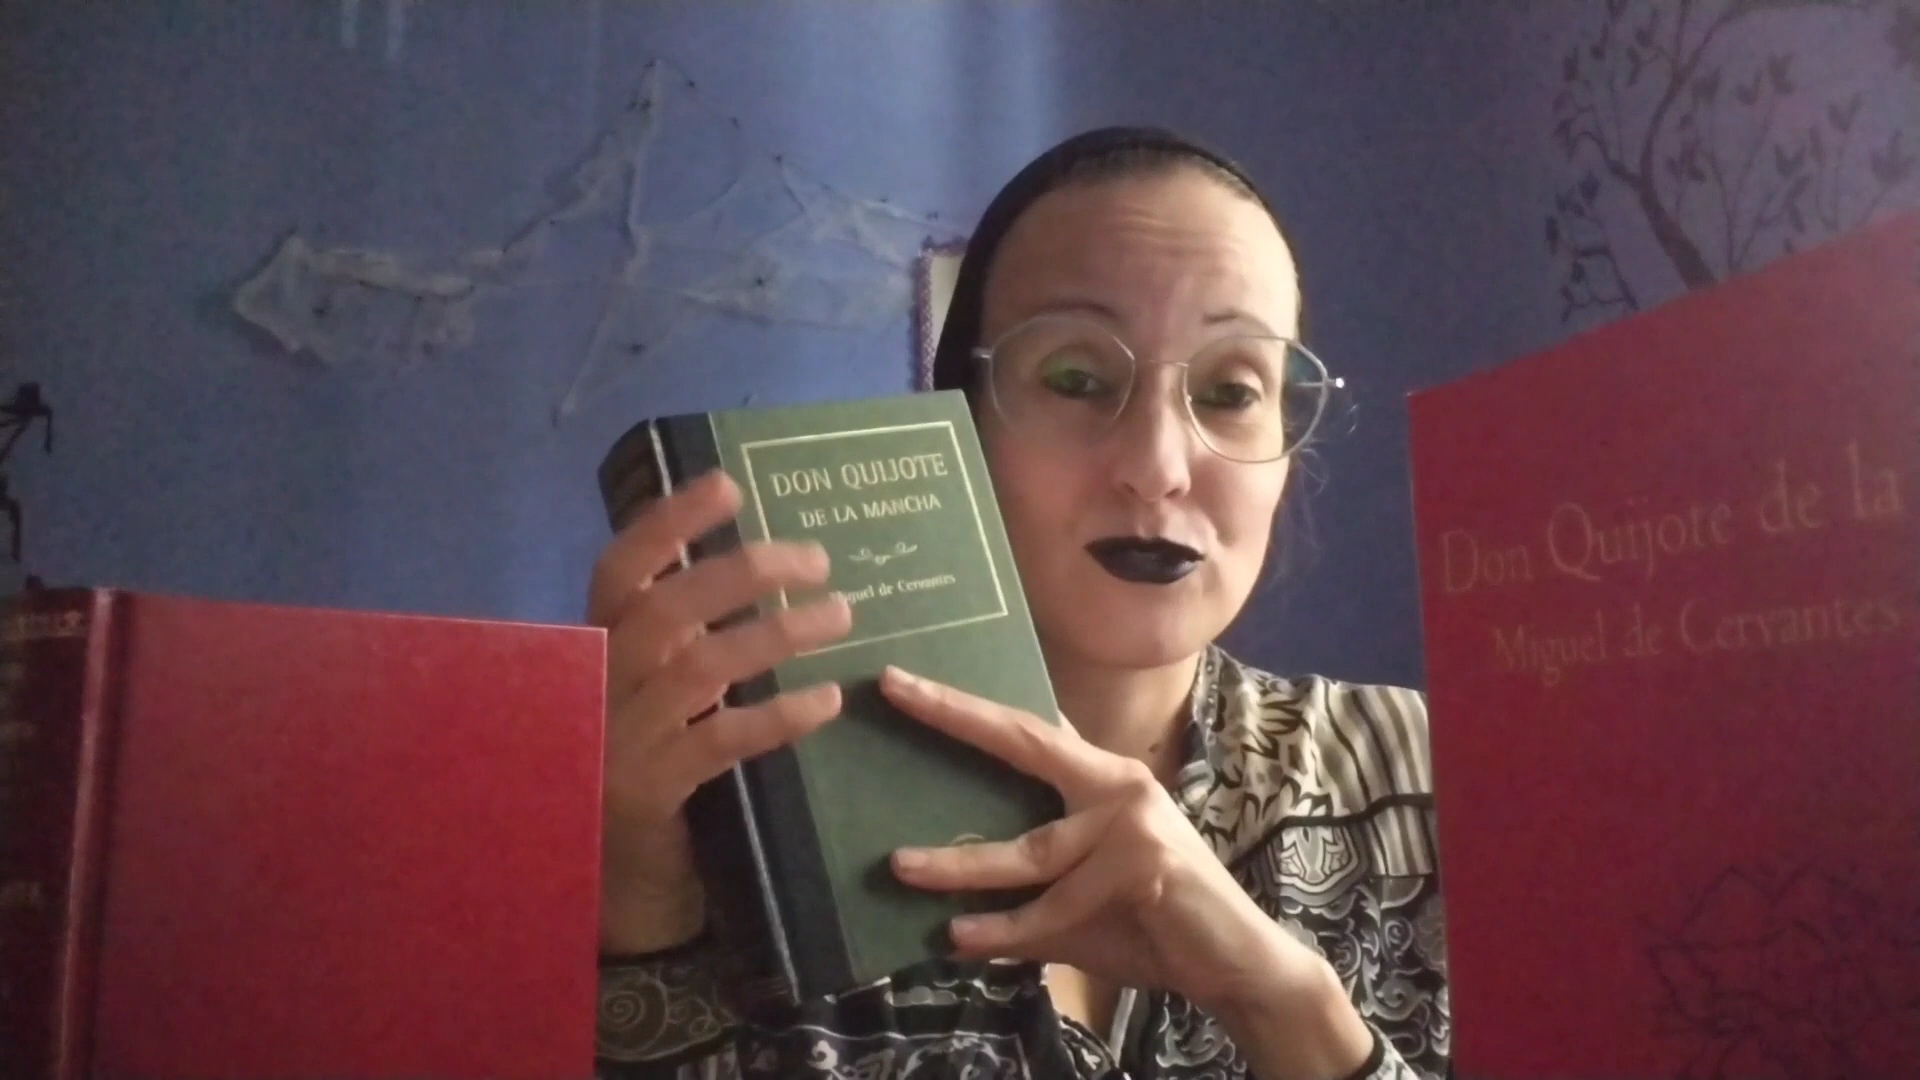 DON QUIJOTE
DE LA MANCHA
Miguel de Cervantes
Don Quijote de la
Miguel de Cervantes